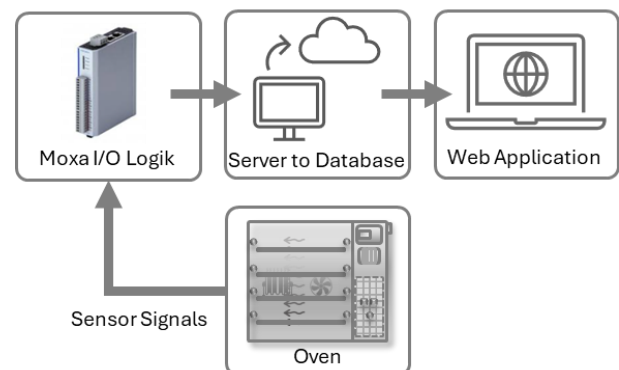 Moxa I/O Logik
Server to Database
Web Application
Sensor Signals
Oven